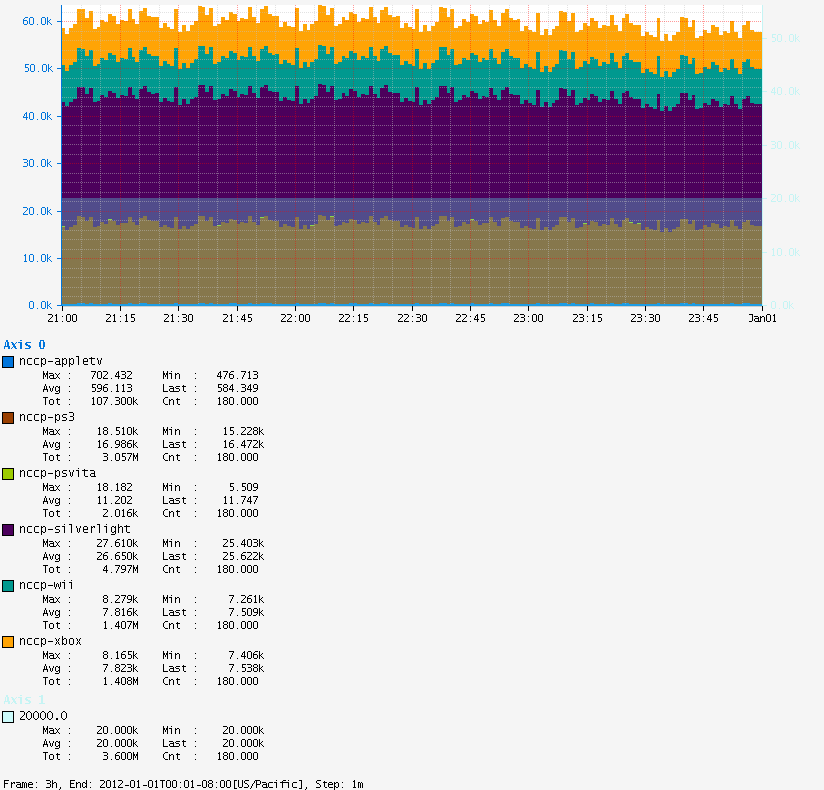 60.0k
50.0k
50.0k
40.0k
40.0k
30.0k
30.0k
20.0k
20.0k
10.0k
10.0k
0.0k
0.0k
21:00 21:15 21:30 21:45 22:00 22:15 22:30 22:45 23:00 23:15 23:30 23:45 Jan01
Axis 0
nccp-appletv
Max : 702.432 Min : 476.713
Avg : 596.113 Last : 584.349
Tot : 107.300k Cnt : 180.000
nccp-ps3
Max : 18.510k Min : 15.228k
Avg : 16.986k Last : 16.472k
Tot : 3.057M Cnt : 180.000
nccp-psvita
Max : 18.182 Min : 5.509
Avg : 11.202 Last : 11.747
Tot : 2.016k Cnt : 180.000
nccp-silverlight
Max : 27.610k Min : 25.403k
Avg : 26.650k Last : 25.622k
Tot : 4.797M Cnt : 180.000
nccp-wii
Max : 8.279k Min : 7.261k
Avg : 7.816k Last : 7.509k
Tot : 1.407M Cnt : 180.000
nccp-xbox
Max : 8.165k Min : 7.406k
Avg : 7.823k Last : 7.538k
Tot : 1.408M Cnt : 180.000
Axis 1
20000.0
Max : 20.000k Min : 20.000k
Avg : 20.000k Last : 20.000k
Tot : 3.600M Cnt : 180.000
Frame: 3h, End: 2012-01-01T00:01-08:00[US/Pacific], Step: 1m